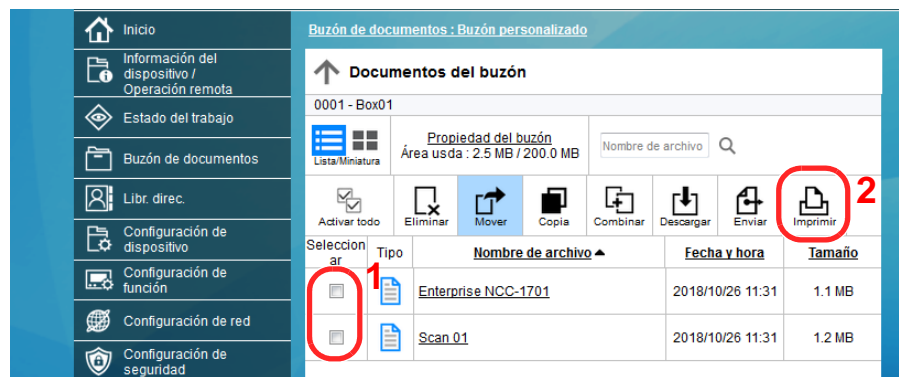 Inicio
Información del
dispositivo /
Operación remota
Estado del trabajo
Buzón de documentos
Libr. direc.
Configuración de
dispositivo
Configuración de
función
Configuración de red
Configuración de
seguridad
Buzón de documentos : Buzón personalizado
Documentos del buzón
0001 - Box01
Lista/Miniatura
Propiedad del buzón
Área usda : 2.5 MB / 200.0 MB
Nombre de archivo
Activar todo
Eliminar
Mover
Copia
Combinar
Descargar
Enviar
Imprimir
2
Seleccion
ar
Tipo
Nombre de archivo
Fecha y hora
Tamaño
1
Enterprise NCC-1701
2018/10/26 11:31
1.1 MB
Scan 01
2018/10/26 11:31
1.2 MB